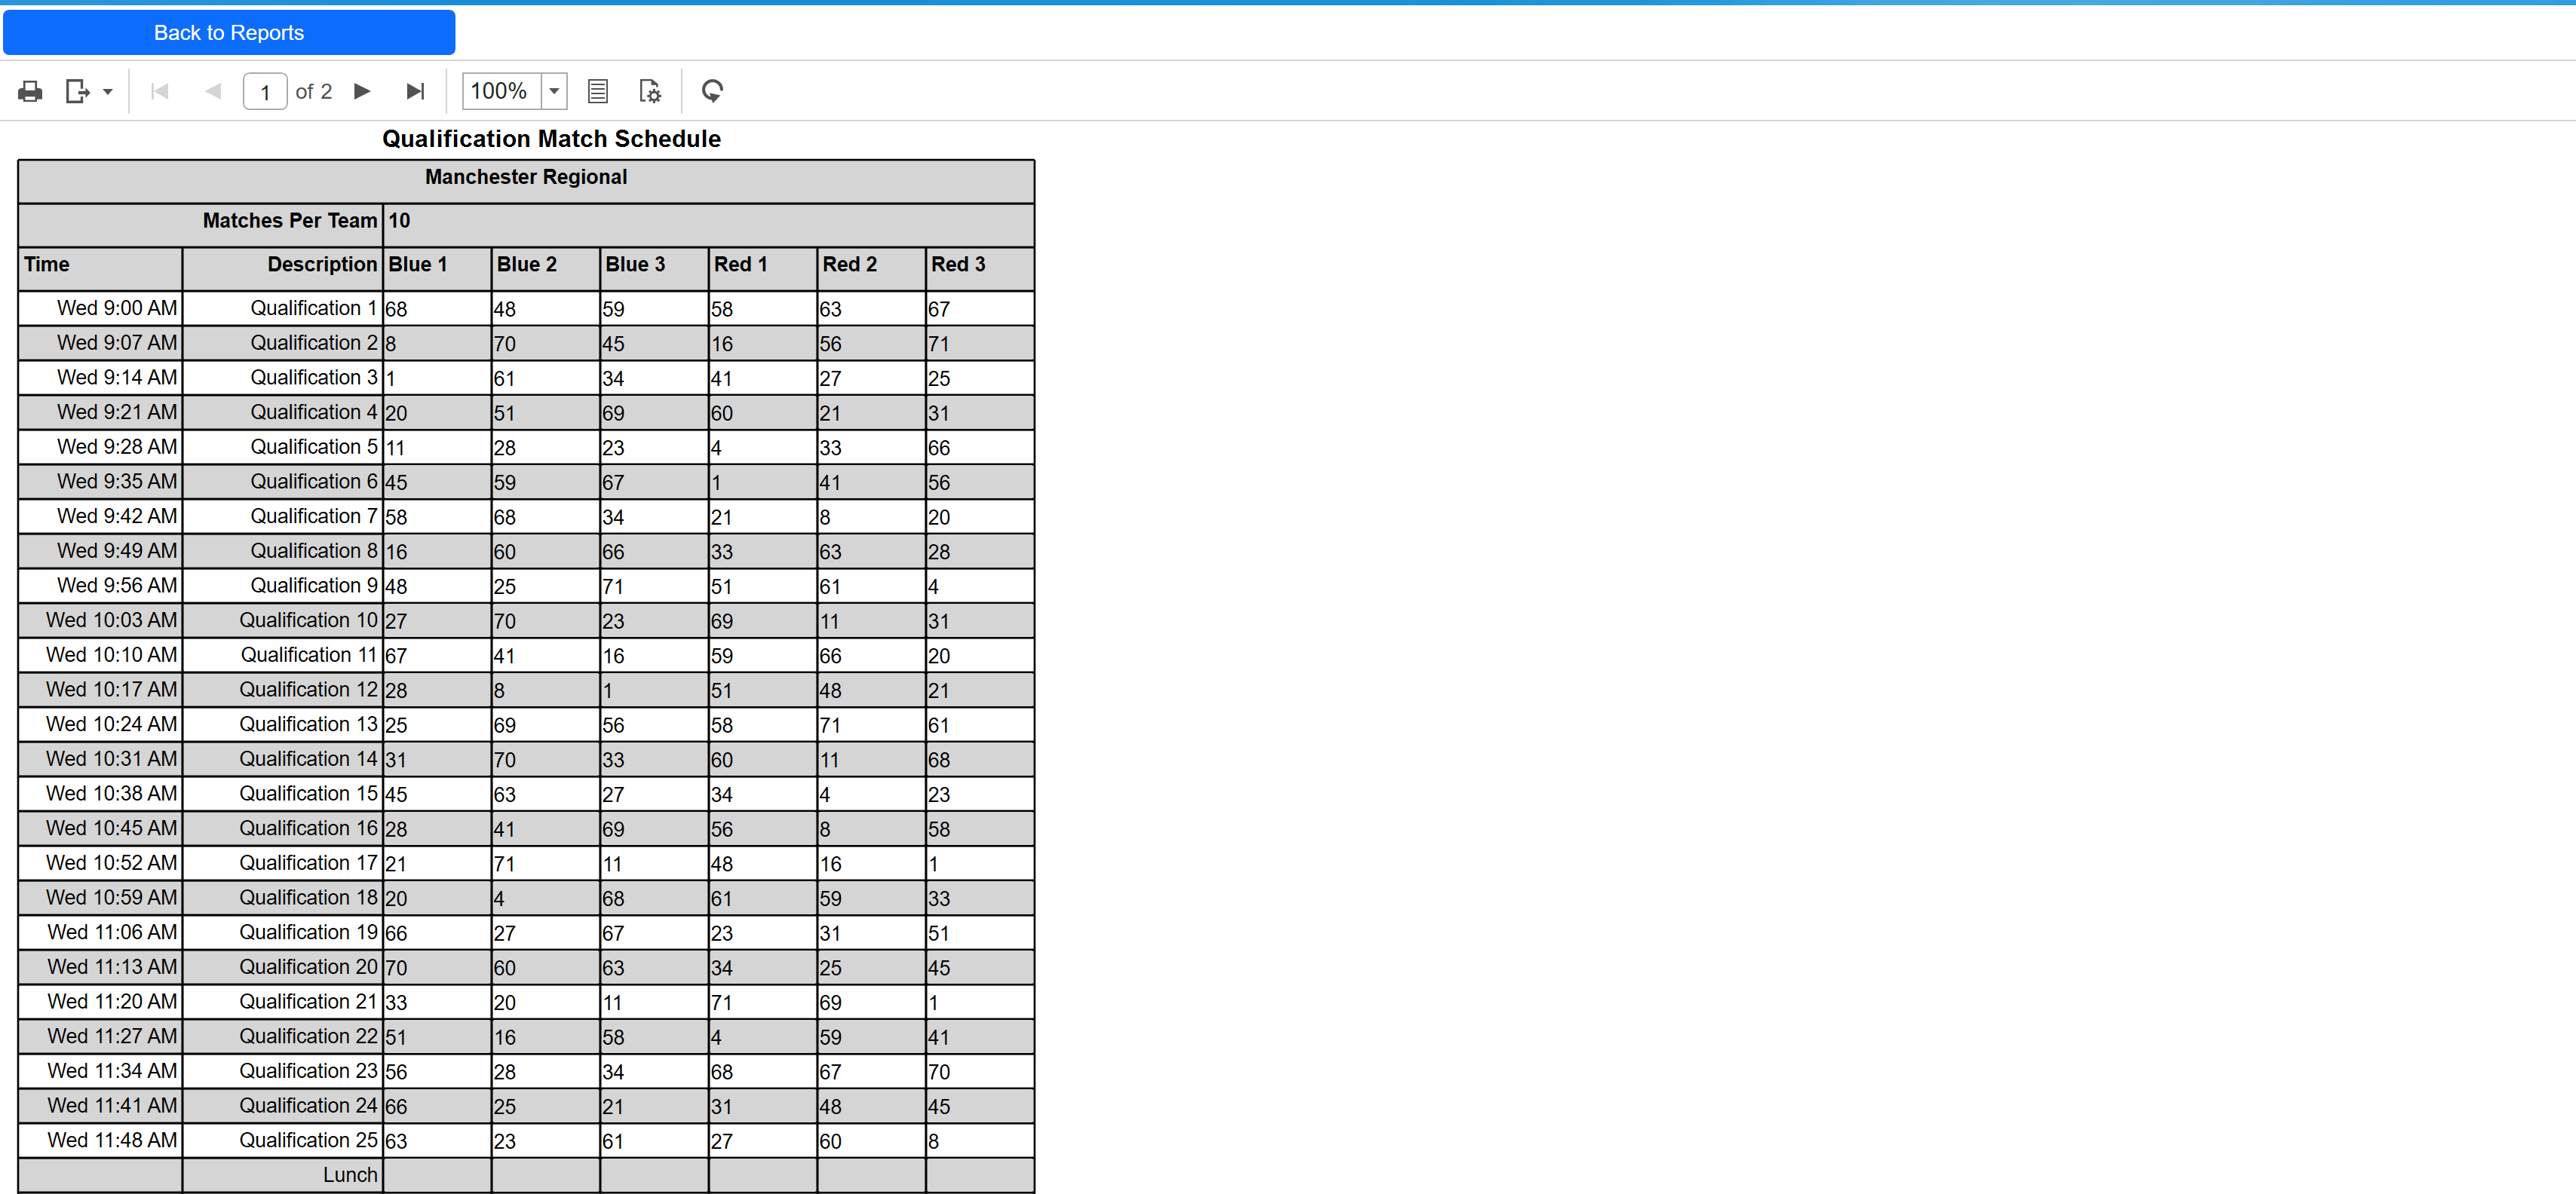 Back to Reports
1 of 2 100%
Qualification Match Schedule
Manchester Regional
Matches Per Team 10
Time Description Blue 1 Blue 2 Blue 3 Red 1 Red 2 Red 3
Wed 9:00 AM Qualification 1 68 48 59 58 63 67
Wed 9:07 AM Qualification 2 8 70 45 16 56 71
Wed 9:14 AM Qualification 3 1 61 34 41 27 25
Wed 9:21 AM Qualification 4 20 51 69 60 21 31
Wed 9:28 AM Qualification 5 11 28 23 4 33 66
Wed 9:35 AM Qualification 6 45 59 67 1 41 56
Wed 9:42 AM Qualification 7 58 68 34 21 8 20
Wed 9:49 AM Qualification 8 16 60 66 33 63 28
Wed 9:56 AM Qualification 9 48 25 71 51 61 4
Wed 10:03 AM Qualification 10 27 70 23 69 11 31
Wed 10:10 AM Qualification 11 67 41 16 59 66 20
Wed 10:17 AM Qualification 12 28 8 1 51 48 21
Wed 10:24 AM Qualification 13 25 69 56 58 71 61
Wed 10:31 AM Qualification 14 31 70 33 60 11 68
Wed 10:38 AM Qualification 15 45 63 27 34 4 23
Wed 10:45 AM Qualification 16 28 41 69 56 8 58
Wed 10:52 AM Qualification 17 21 71 11 48 16 1
Wed 10:59 AM Qualification 18 20 4 68 61 59 33
Wed 11:06 AM Qualification 19 66 27 67 23 31 51
Wed 11:13 AM Qualification 20 70 60 63 34 25 45
Wed 11:20 AM Qualification 21 33 20 11 71 69 1
Wed 11:27 AM Qualification 22 51 16 58 4 59 41
Wed 11:34 AM Qualification 23 56 28 34 68 67 70
Wed 11:41 AM Qualification 24 66 25 21 31 48 45
Wed 11:48 AM Qualification 25 63 23 61 27 60 8
Lunch